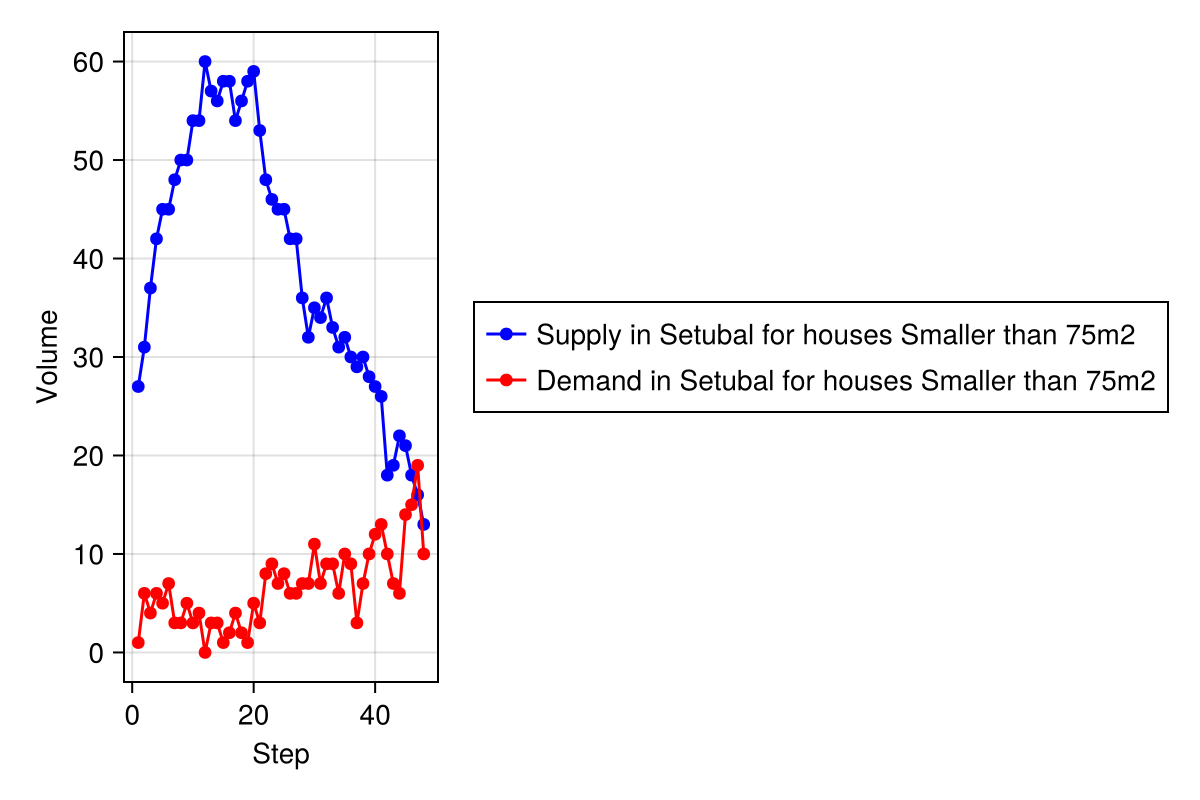 60
50
40
30
20
10
0
Volume
0 20 40
Step
Supply in Setubal for houses Smaller than 75m2
Demand in Setubal for houses Smaller than 75m2